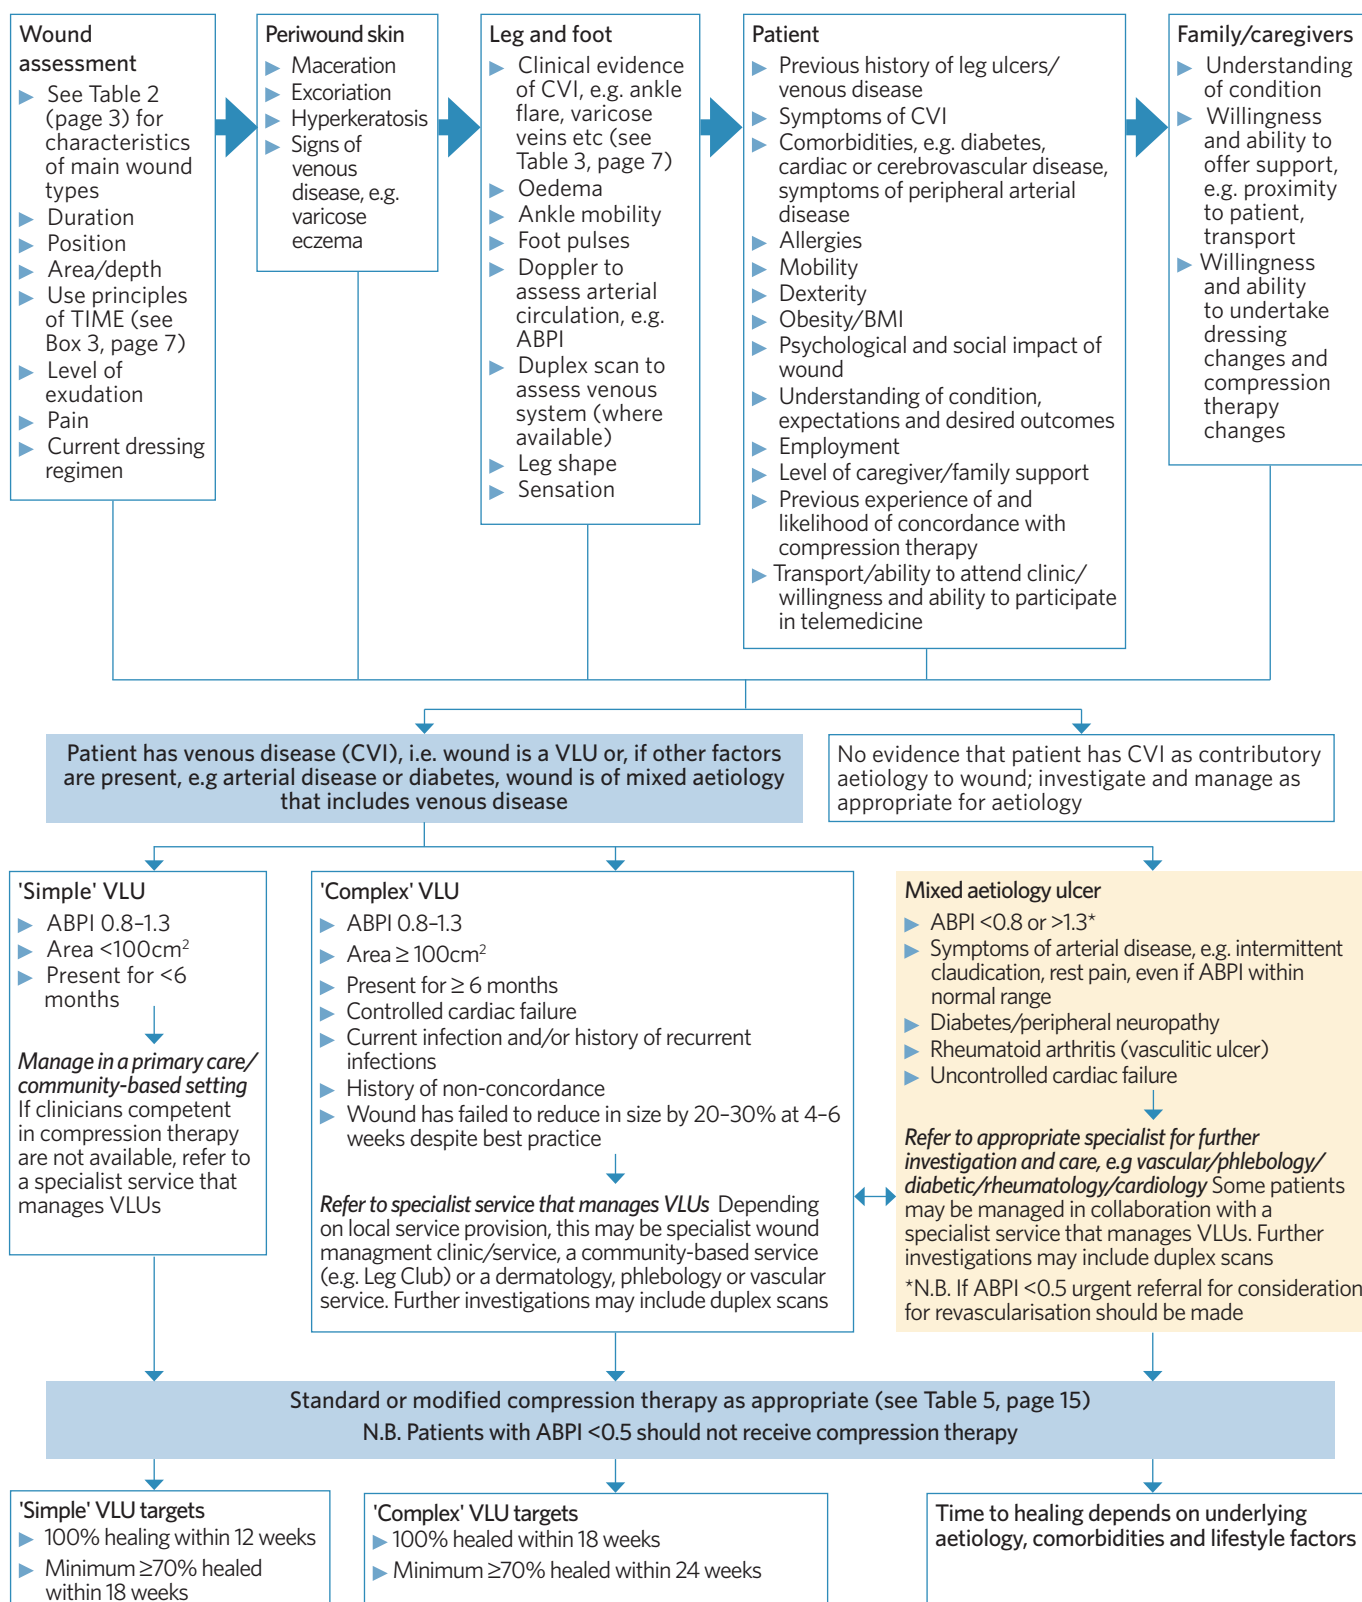 Wound
assessment
► See Table 2
(page 3) for
characteristics
of main wound
types
► Duration
► Position
► Area/depth
► Use principles
of TIME (see
Box 3, page 7)
► Level of
exudation
► Pain
► Current dressing
regimen
Periwound skin
► Maceration
► Excoriation
► Hyperkeratosis
► Signs of
venous
disease, e.g.
varicose
eczema
Leg and foot
► Clinical evidence
of CVI, e.g. ankle
flare, varicose
veins etc (see
Table 3, page 7)
► Oedema
► Ankle mobility
► Foot pulses
► Doppler to
assess arterial
circulation, e.g.
ABPI
► Duplex scan to
assess venous
system (where
available)
► Leg shape
► Sensation
Patient
► Previous history of leg ulcers/
venous disease
► Symptoms of CVI
► Comorbidities, e.g. diabetes,
cardiac or cerebrovascular disease,
symptoms of peripheral arterial
disease
► Allergies
► Mobility
► Dexterity
► Obesity/BMI
► Psychological and social impact of
wound
► Understanding of condition,
expectations and desired outcomes
► Employment
► Level of caregiver/family support
► Previous experience of and
likelihood of concordance with
compression therapy
► Transport/ability to attend clinic/
willingness and ability to participate
in telemedicine
Family/caregivers
► Understanding
of condition
► Willingness
and ability to
offer support,
e.g. proximity
to patient,
transport
► Willingness
and ability
to undertake
dressing
changes and
compression
therapy
changes
Patient has venous disease (CVI), i.e. wound is a VLU or, if other factors
are present, e.g arterial disease or diabetes, wound is of mixed aetiology
that includes venous disease
No evidence that patient has CVI as contributory
aetiology to wound; investigate and manage as
appropriate for aetiology
'Simple' VLU
► ABPI 0.8–1.3
► Area <100cm²
► Present for <6
months
Manage in a primary care/
community-based setting
If clinicians competent
in compression therapy
are not available, refer to
a specialist service that
manages VLUs
'Complex' VLU
► ABPI 0.8–1.3
► Area ≥ 100cm²
► Present for ≥ 6 months
► Controlled cardiac failure
► Current infection and/or history of recurrent
infections
► History of non-concordance
► Wound has failed to reduce in size by 20–30% at 4–6
weeks despite best practice
Refer to specialist service that manages VLUs Depending
on local service provision, this may be specialist wound
managment clinic/service, a community-based service
(e.g. Leg Club) or a dermatology, phlebology or vascular
service. Further investigations may include duplex scans
Mixed aetiology ulcer
► ABPI <0.8 or >1.3*
► Symptoms of arterial disease, e.g. intermittent
claudication, rest pain, even if ABPI within
normal range
► Diabetes/peripheral neuropathy
► Rheumatoid arthritis (vasculitic ulcer)
► Uncontrolled cardiac failure
Refer to appropriate specialist for further
investigation and care, e.g vascular/phlebology/
diabetic/rheumatology/cardiology Some patients
may be managed in collaboration with a
specialist service that manages VLUs. Further
investigations may include duplex scans
*N.B. If ABPI <0.5 urgent referral for consideration
for revascularisation should be made
Standard or modified compression therapy as appropriate (see Table 5, page 15)
N.B. Patients with ABPI <0.5 should not receive compression therapy
'Simple' VLU targets
► 100% healing within 12 weeks
► Minimum ≥70% healed
within 18 weeks
'Complex' VLU targets
► 100% healed within 18 weeks
► Minimum ≥70% healed within 24 weeks
Time to healing depends on underlying
aetiology, comorbidities and lifestyle factors